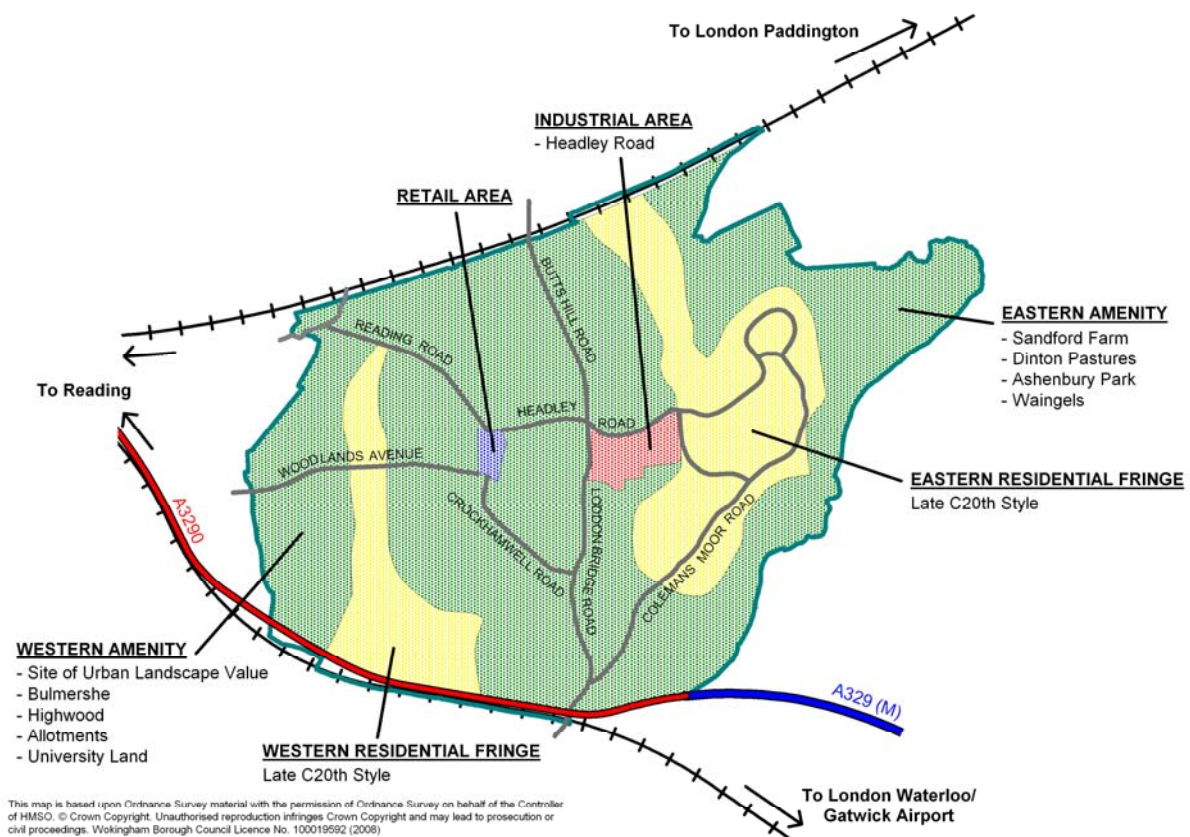 To London Paddington
INDUSTRIAL AREA
- Headley Road
RETAIL AREA
BUTTS HILL ROAD
READING ROAD
EASTERN AMENITY
- Sandford Farm
- Dinton Pastures
- Ashenbury Park
- Waingels
To Reading
HEADLEY ROAD
WOODLANDS AVENUE
EASTERN RESIDENTIAL FRINGE
Late C20th Style
A3290
CROCKHAMWELL ROAD
LODDON BRIDGE ROAD
COLEMANS MOOR ROAD
WESTERN AMENITY
- Site of Urban Landscape Value
- Bulmershe
- Highwood
- Allotments
- University Land
A329 (M)
WESTERN RESIDENTIAL FRINGE
Late C20th Style
To London Waterloo/
Gatwick Airport
This map is based upon Ordnance Survey material with the permission of Ordnance Survey on behalf of the Controller
of HMSO. © Crown Copyright. Unauthorised reproduction infringes Crown Copyright and may lead to prosecution or
civil proceedings. Wokingham Borough Council Licence No. 100019592 (2008)